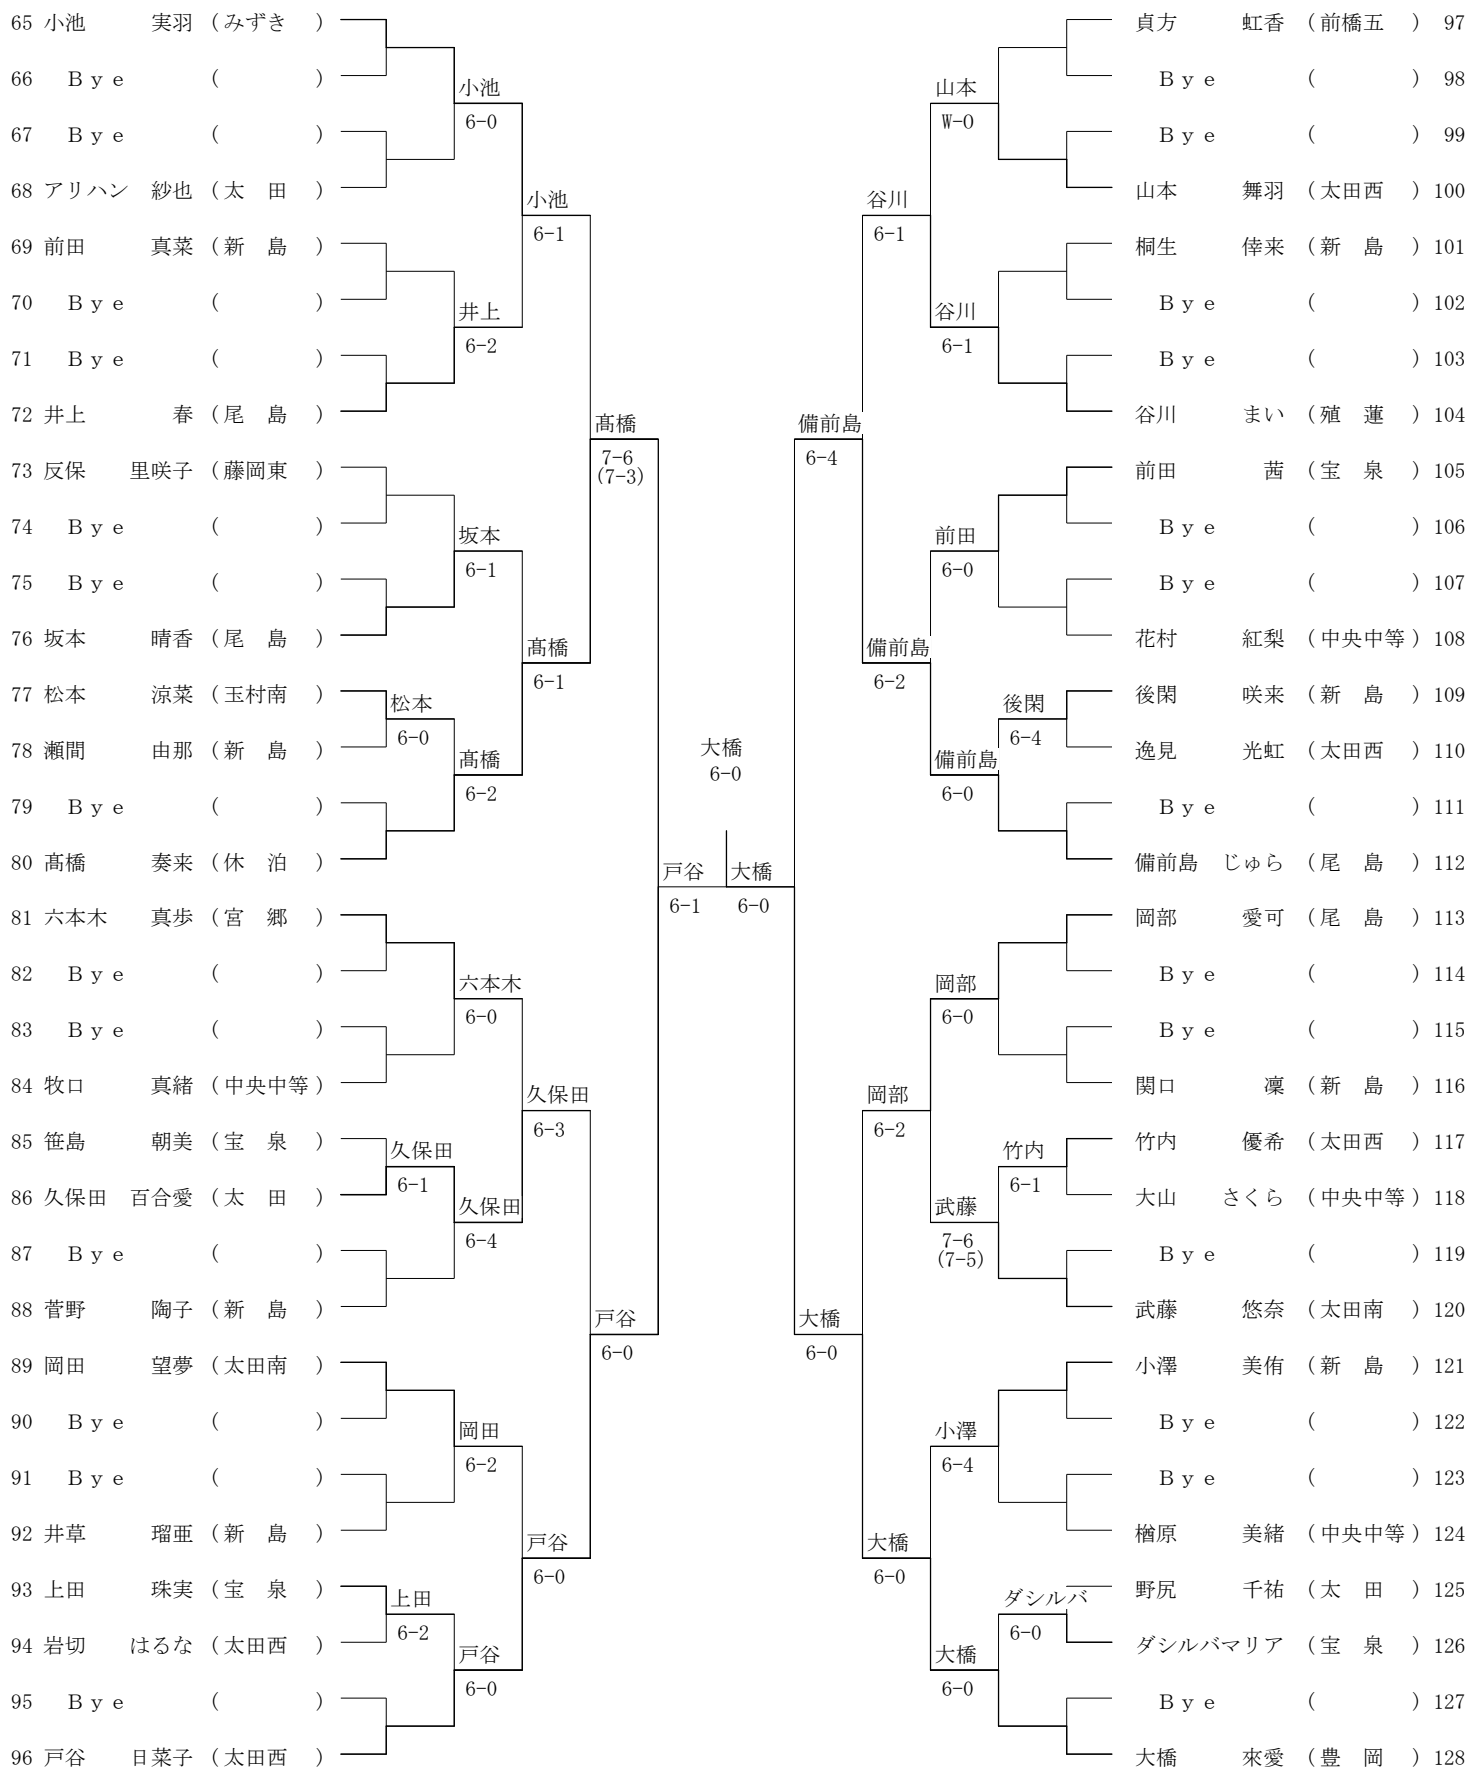 65 小池 実羽 (みずき )
66 Bye ( )
67 Bye ( )
68 アリハン 紗也 (太 田 )
69 前田 真菜 (新 島 )
70 Bye ( )
71 Bye ( )
72 井上 春 (尾 島 )
73 反保 里咲子 (藤岡東 )
74 Bye ( )
75 Bye ( )
76 坂本 晴香 (尾 島 )
77 松本 涼菜 (玉村南 )
78 瀬間 由那 (新 島 )
79 Bye ( )
80 髙橋 奏来 (休 泊 )
81 六本木 真歩 (宮 郷 )
82 Bye ( )
83 Bye ( )
84 牧口 真緒 (中央中等)
85 笹島 朝美 (宝 泉 )
86 久保田 百合愛 (太 田 )
87 Bye ( )
88 菅野 陶子 (新 島 )
89 岡田 望夢 (太田南 )
90 Bye ( )
91 Bye ( )
92 井草 瑠亜 (新 島 )
93 上田 珠実 (宝 泉 )
94 岩切 はるな (太田西 )
95 Bye ( )
96 戸谷 日菜子 (太田西 )
松本
6-0
久保田
6-1
上田
6-2
小池
6-0
井上
6-2
坂本
6-1
髙橋
6-2
六本木
6-0
久保田
6-4
岡田
6-2
戸谷
6-0
小池
6-1
髙橋
6-1
久保田
6-3
戸谷
6-0
髙橋
7-6
(7-3)
戸谷
6-0
戸谷
6-1
大橋
6-0
大橋
6-0
備前島
6-4
大橋
6-0
谷川
6-1
備前島
6-2
岡部
6-2
大橋
6-0
山本
W-0
谷川
6-1
前田
6-0
備前島
6-0
岡部
6-0
武藤
7-6
(7-5)
小澤
6-4
大橋
6-0
後閑
6-4
竹内
6-1
ダシルバ
6-0
貞方 虹香 (前橋五 ) 97
Bye ( ) 98
Bye ( ) 99
山本 舞羽 (太田西 ) 100
桐生 倖来 (新 島 ) 101
Bye ( ) 102
Bye ( ) 103
谷川 まい (殖 蓮 ) 104
前田 茜 (宝 泉 ) 105
Bye ( ) 106
Bye ( ) 107
花村 紅梨 (中央中等) 108
後閑 咲来 (新 島 ) 109
逸見 光虹 (太田西 ) 110
Bye ( ) 111
備前島 じゅら (尾 島 ) 112
岡部 愛可 (尾 島 ) 113
Bye ( ) 114
Bye ( ) 115
関口 凜 (新 島 ) 116
竹内 優希 (太田西 ) 117
大山 さくら (中央中等) 118
Bye ( ) 119
武藤 悠奈 (太田南 ) 120
小澤 美侑 (新 島 ) 121
Bye ( ) 122
Bye ( ) 123
楢原 美緒 (中央中等) 124
野尻 千祐 (太 田 ) 125
ダシルバマリア (宝 泉 ) 126
Bye ( ) 127
大橋 來愛 (豊 岡 ) 128